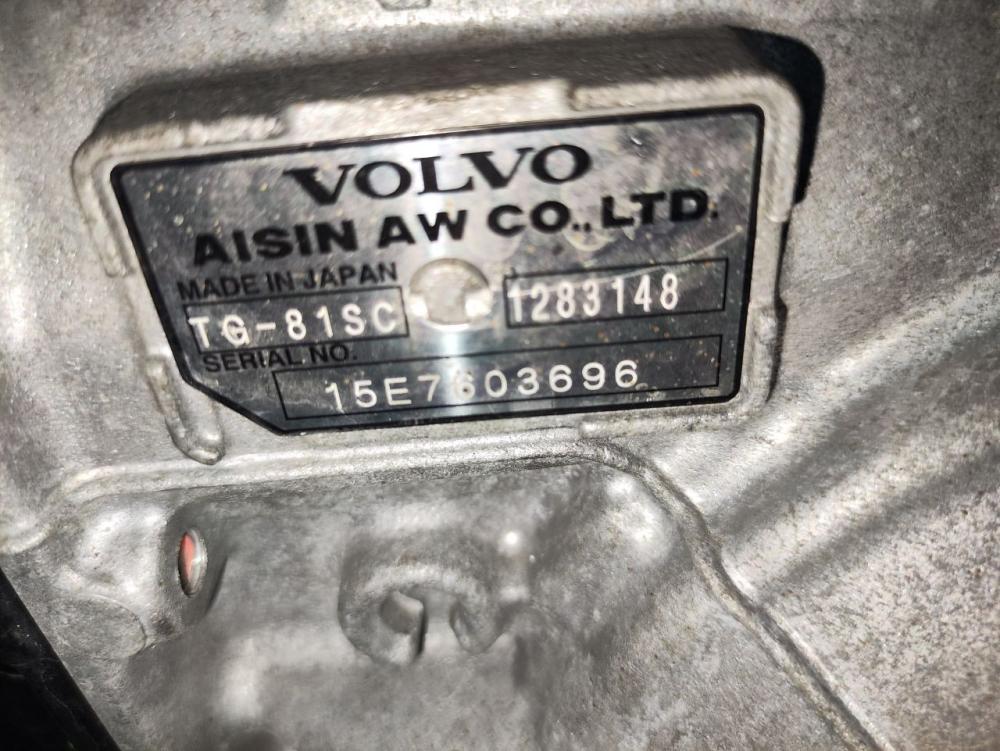 VOLVO
AISIN AW CO.,LTD.
MADE IN JAPAN
TG-81SC 1283148
SERIAL NO.
15E7603696